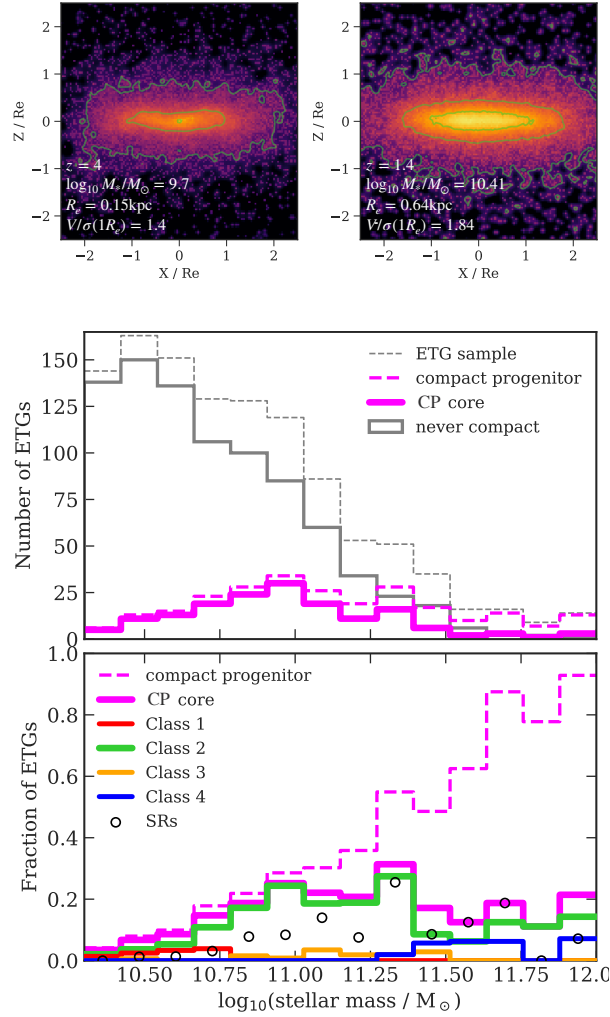 2
1
0
−1
−2
Z / Re
z = 4
log₁₀ M*/M⊙ = 9.7
Rₑ = 0.15kpc
V/σ(1Rₑ) = 1.4
−2 −1 0 1 2
X / Re
2
1
0
−1
−2
Z / Re
z = 1.4
log₁₀ M*/M⊙ = 10.41
Rₑ = 0.64kpc
V/σ(1Rₑ) = 1.84
−2 −1 0 1 2
X / Re
150
125
100
75
50
25
0
Number of ETGs
ETG sample
compact progenitor
CP core
never compact
1.0
0.8
0.6
0.4
0.2
0.0
Fraction of ETGs
compact progenitor
CP core
Class 1
Class 2
Class 3
Class 4
SRs
10.50 10.75 11.00 11.25 11.50 11.75 12.0
log₁₀(stellar mass / M⊙)